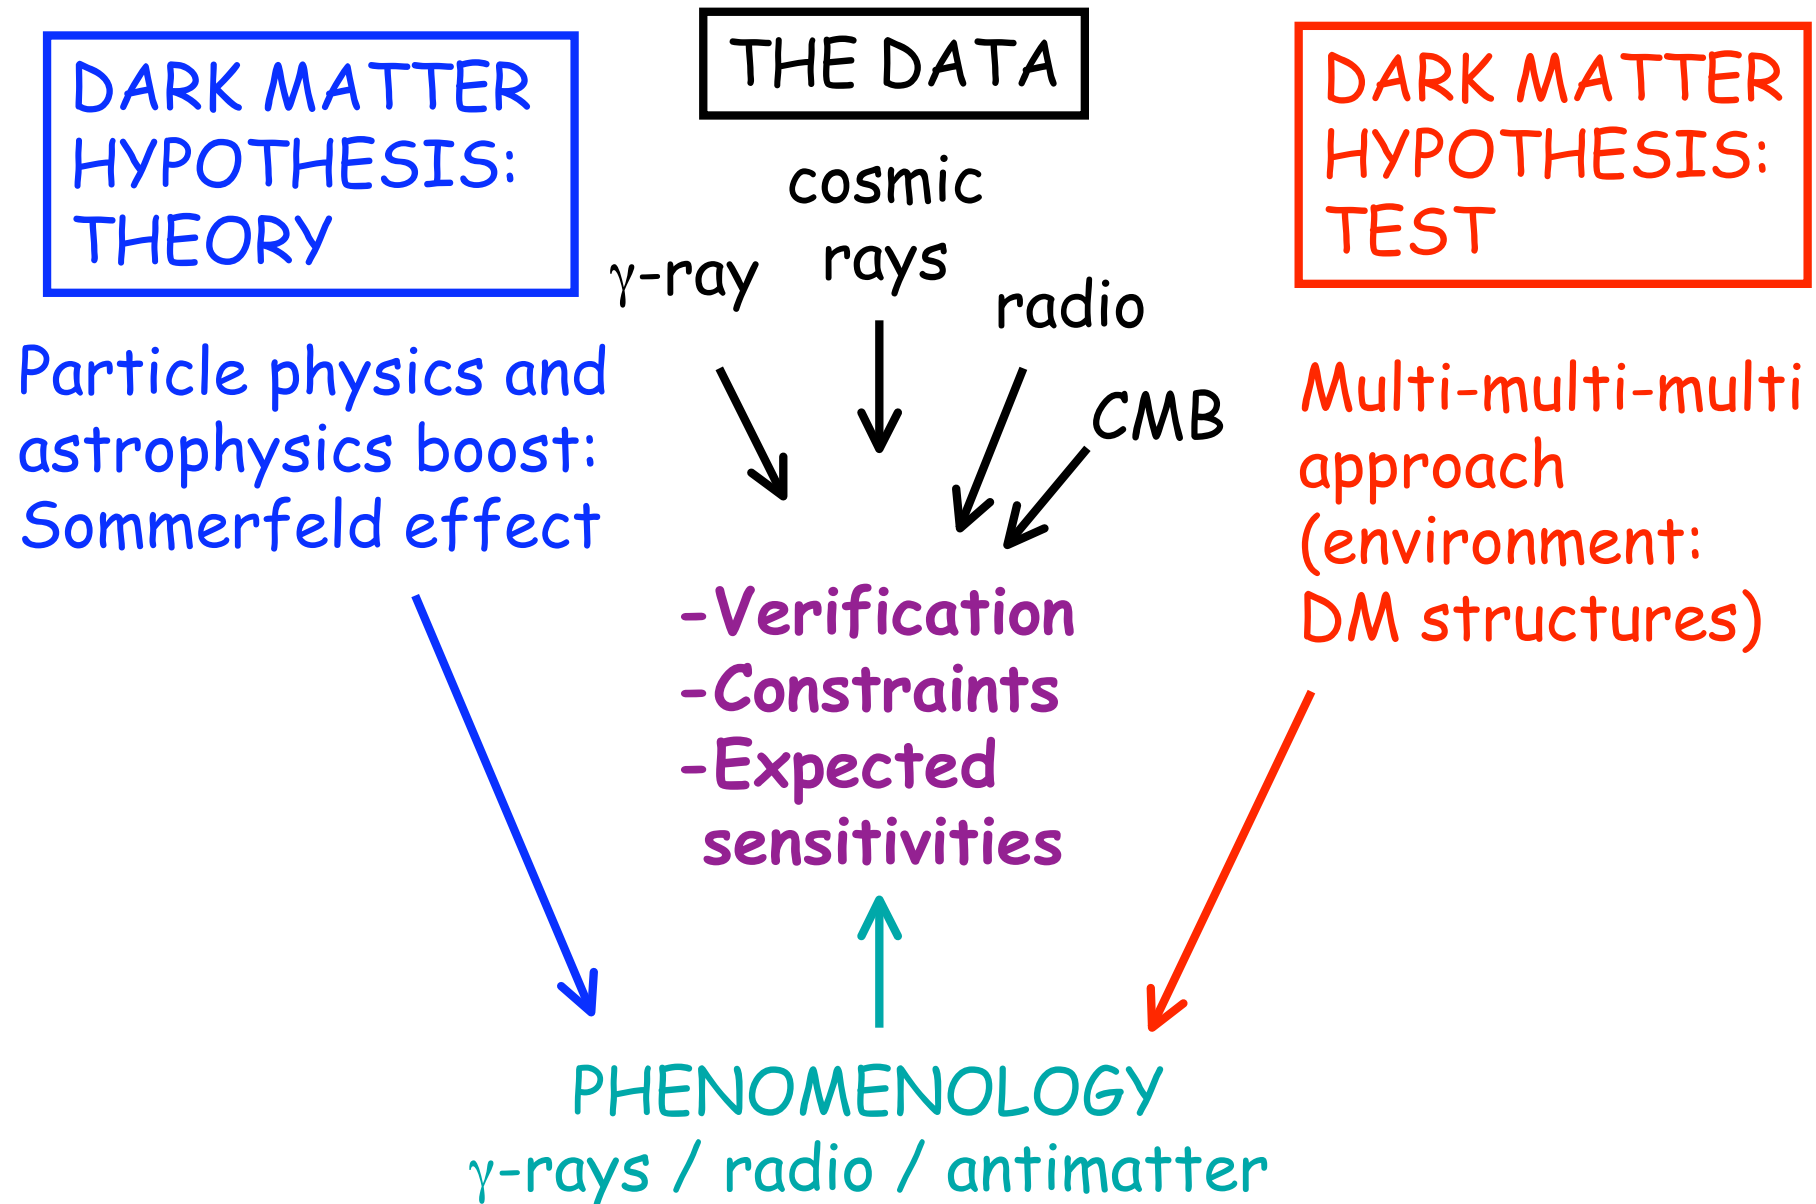 DARK MATTER
HYPOTHESIS:
THEORY
Particle physics and
astrophysics boost:
Sommerfeld effect
THE DATA
cosmic
rays
γ-ray
radio
CMB
DARK MATTER
HYPOTHESIS:
TEST
Multi-multi-multi
approach
(environment:
DM structures)
-Verification
-Constraints
-Expected
sensitivities
PHENOMENOLOGY
γ-rays / radio / antimatter